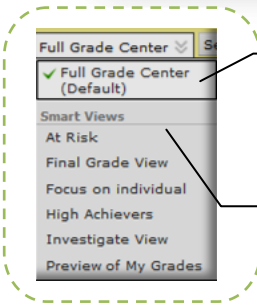 Full Grade Center
Full Grade Center
(Default)
Smart Views
At Risk
Final Grade View
Focus on individual
High Achievers
Investigate View
Preview of My Grades